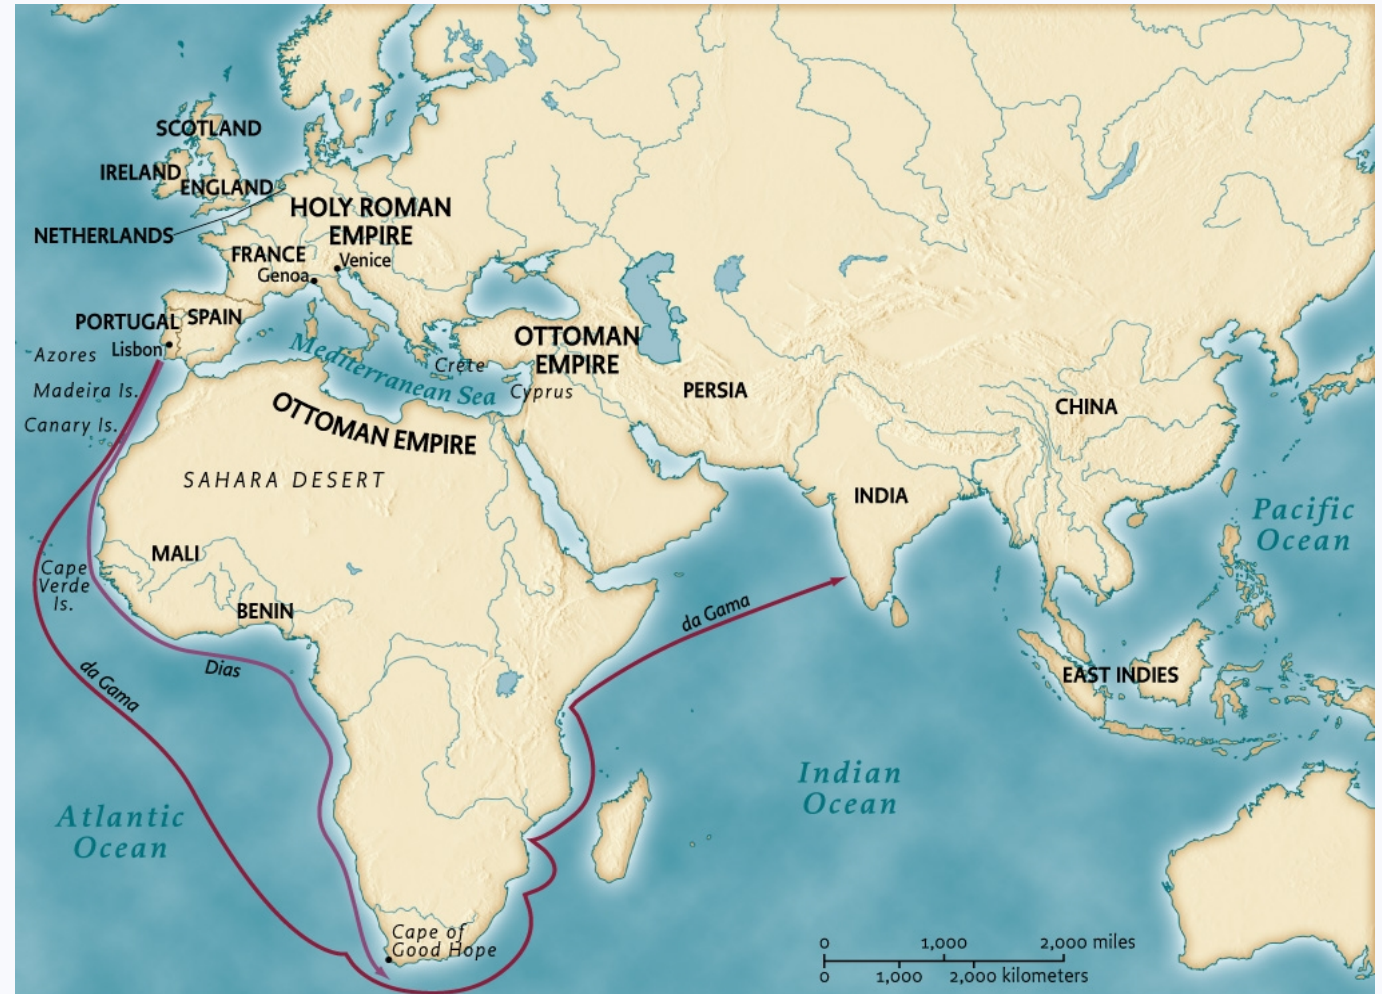 SCOTLAND
IRELAND
ENGLAND
HOLY ROMAN
EMPIRE
NETHERLANDS
FRANCE
Venice
Genoa
PORTUGAL
SPAIN
Lisbon
Azores
Madeira Is.
Canary Is.
Mediterranean Sea
Crete
Cyprus
OTTOMAN
EMPIRE
PERSIA
CHINA
OTTOMAN EMPIRE
SAHARA DESERT
INDIA
Pacific
Ocean
MALI
Cape
Verde
Is.
BENIN
da Gama
Dias
da Gama
EAST INDIES
Indian
Ocean
Atlantic
Ocean
Cape of
Good Hope
0 1,000 2,000 miles
0 1,000 2,000 kilometers